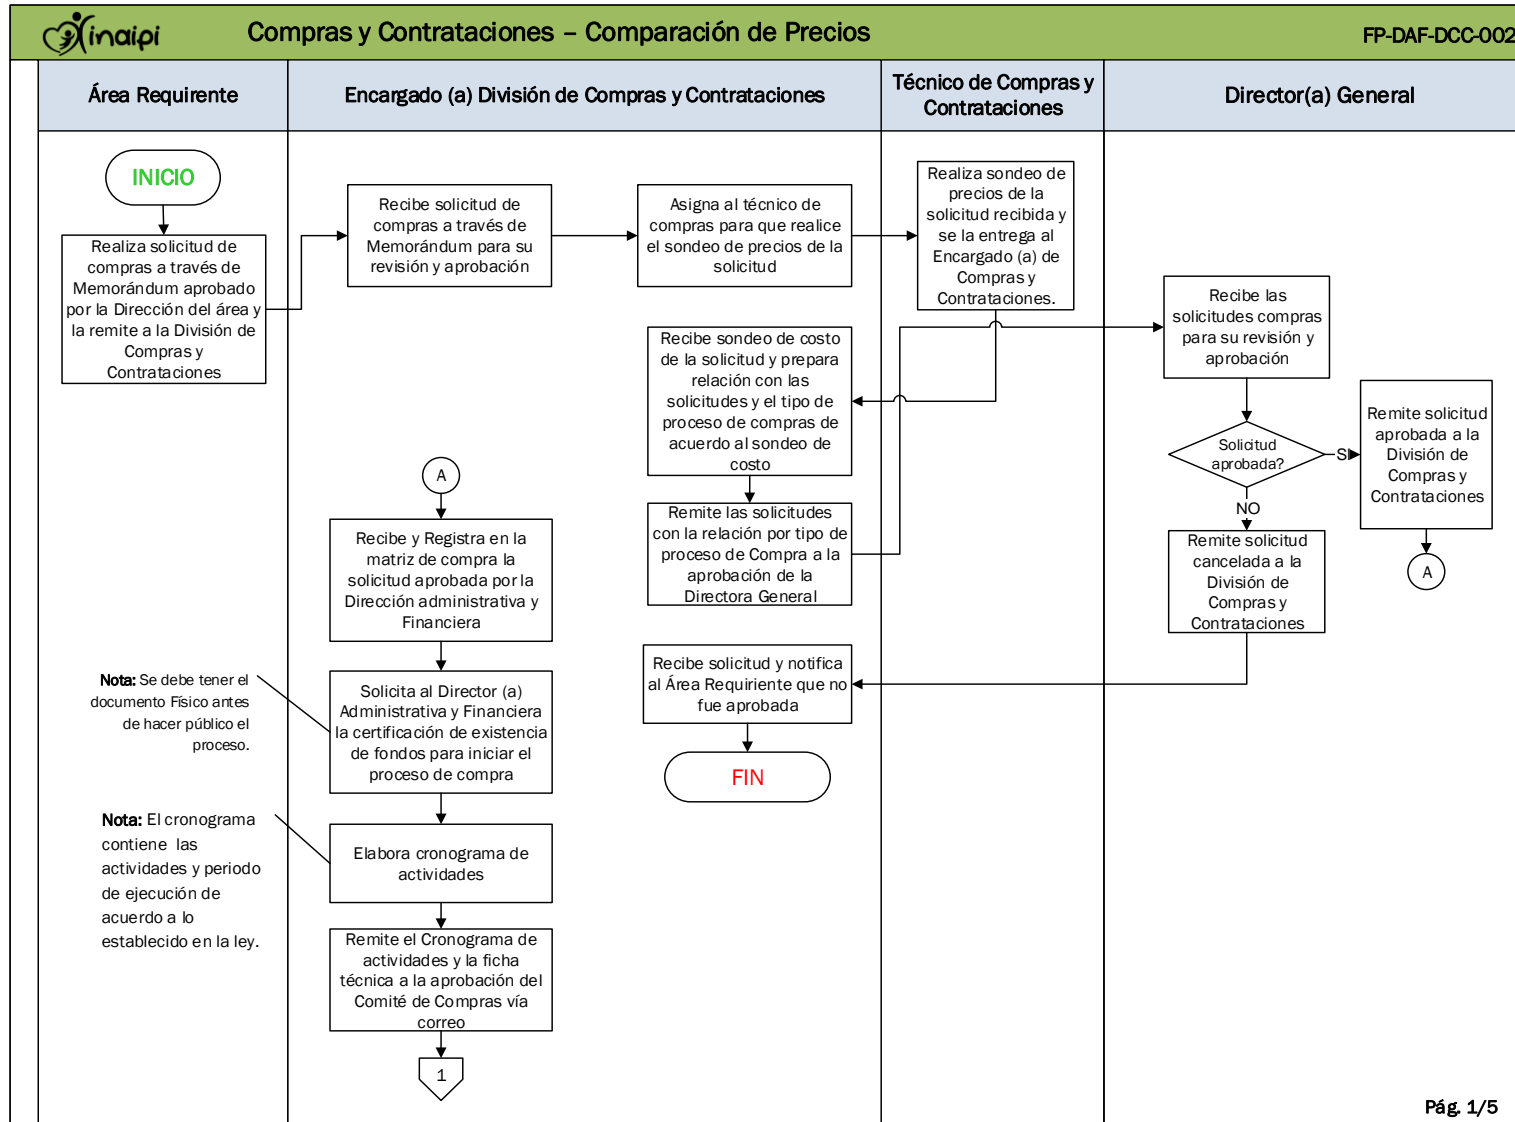 inaipi
Compras y Contrataciones – Comparación de Precios
FP-DAF-DCC-002
Área Requirente
Encargado (a) División de Compras y Contrataciones
Técnico de Compras y
Contrataciones
Director(a) General
INICIO
Realiza solicitud de
compras a través de
Memorándum aprobado
por la Dirección del área y
la remite a la División de
Compras y
Contrataciones
Recibe solicitud de
compras a través de
Memorándum para su
revisión y aprobación
Asigna al técnico de
compras para que realice
el sondeo de precios de la
solicitud
Realiza sondeo de
precios de la
solicitud recibida y
se la entrega al
Encargado (a) de
Compras y
Contrataciones.
Recibe sondeo de costo
de la solicitud y prepara
relación con las
solicitudes y el tipo de
proceso de compras de
acuerdo al sondeo de
costo
Remite las solicitudes
con la relación por tipo de
proceso de Compra a la
aprobación de la
Directora General
Recibe las
solicitudes compras
para su revisión y
aprobación
Solicitud
aprobada?
SI
NO
Remite solicitud
aprobada a la
División de
Compras y
Contrataciones
A
Remite solicitud
cancelada a la
División de
Compras y
Contrataciones
Recibe solicitud y notifica
al Área Requiriente que no
fue aprobada
FIN
A
Recibe y Registra en la
matriz de compra la
solicitud aprobada por la
Dirección administrativa y
Financiera
Nota: Se debe tener el
documento Físico antes
de hacer público el
proceso.
Solicita al Director (a)
Administrativa y Financiera
la certificación de existencia
de fondos para iniciar el
proceso de compra
Nota: El cronograma
contiene las
actividades y periodo
de ejecución de
acuerdo a lo
establecido en la ley.
Elabora cronograma de
actividades
Remite el Cronograma de
actividades y la ficha
técnica a la aprobación del
Comité de Compras vía
correo
1
Pág. 1/5